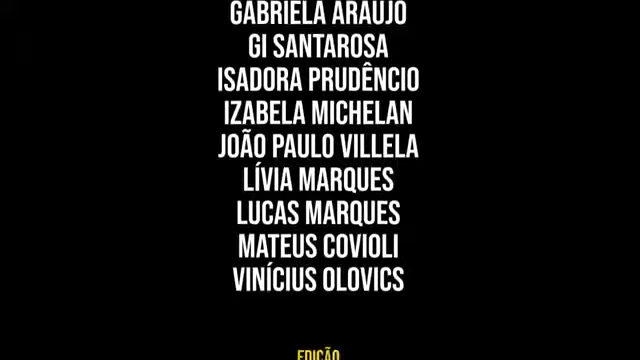 GABRIELA ARAUJO
GI SANTAROSA
ISADORA PRUDÊNCIO
IZABELA MICHELAN
JOÃO PAULO VILLELA
LÍVIA MARQUES
LUCAS MARQUES
MATEUS COVIOLI
VINÍCIUS OLOVICS
EDIÇÃO